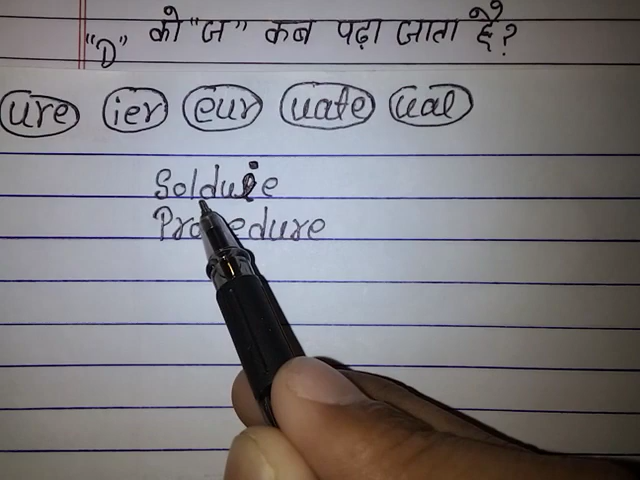 "D" को "ज" कब पढ़ा जाता है?
ure ier eur uate ual
Procedure